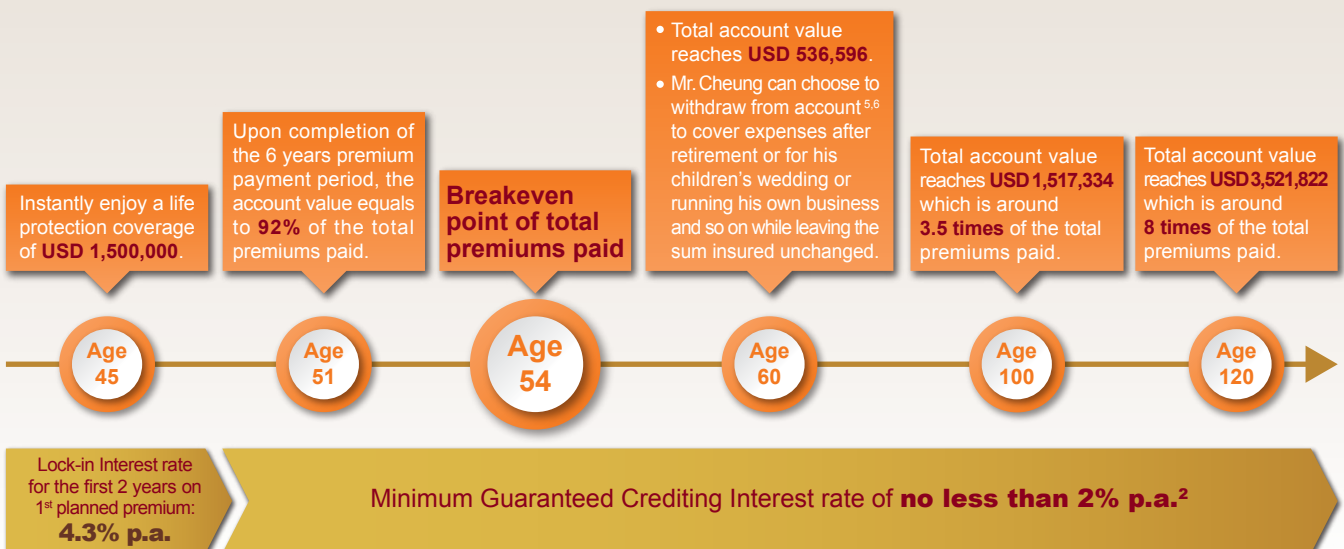 Instantly enjoy a life
protection coverage
of USD 1,500,000.
Upon completion of
the 6 years premium
payment period, the
account value equals
to 92% of the total
premiums paid.
Breakeven
point of total
premiums paid
• Total account value
reaches USD 536,596.
• Mr. Cheung can choose to
withdraw from account 5,6
to cover expenses after
retirement or for his
children's wedding or
running his own business
and so on while leaving the
sum insured unchanged.
Total account value
reaches USD 1,517,334
which is around
3.5 times of the total
premiums paid.
Total account value
reaches USD 3,521,822
which is around
8 times of the total
premiums paid.
Age
45
Age
51
Age
54
Age
60
Age
100
Age
120
Lock-in Interest rate
for the first 2 years on
1st planned premium:
4.3% p.a.
Minimum Guaranteed Crediting Interest rate of no less than 2% p.a.²